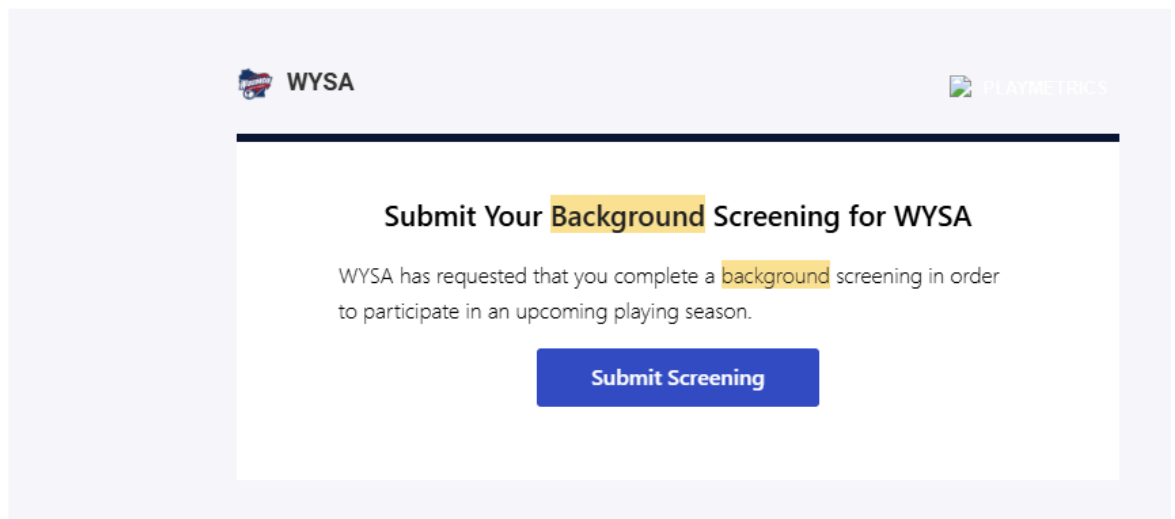 WYSA
PLAYMETRICS
Submit Your Background Screening for WYSA
WYSA has requested that you complete a background screening in order
to participate in an upcoming playing season.
Submit Screening